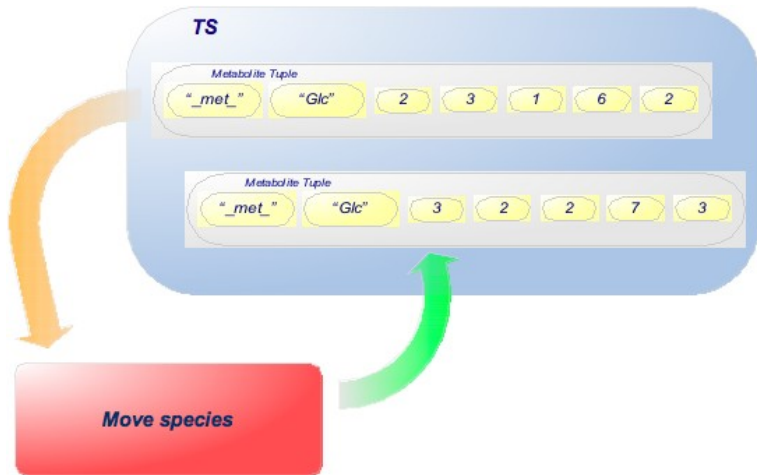 TS
Metabolite Tuple
“_met_” “Glc” 2 3 1 6 2
Metabolite Tuple
“_met_” “Glc” 3 2 2 7 3
Move species